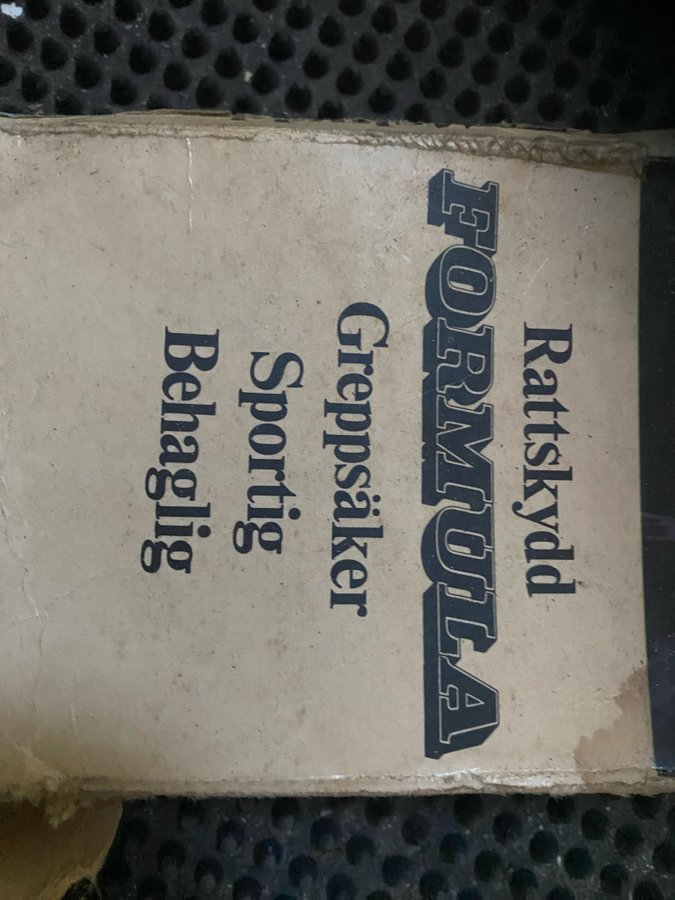 Rattskydd
FORMULA
Greppsäker
Sportig
Behaglig